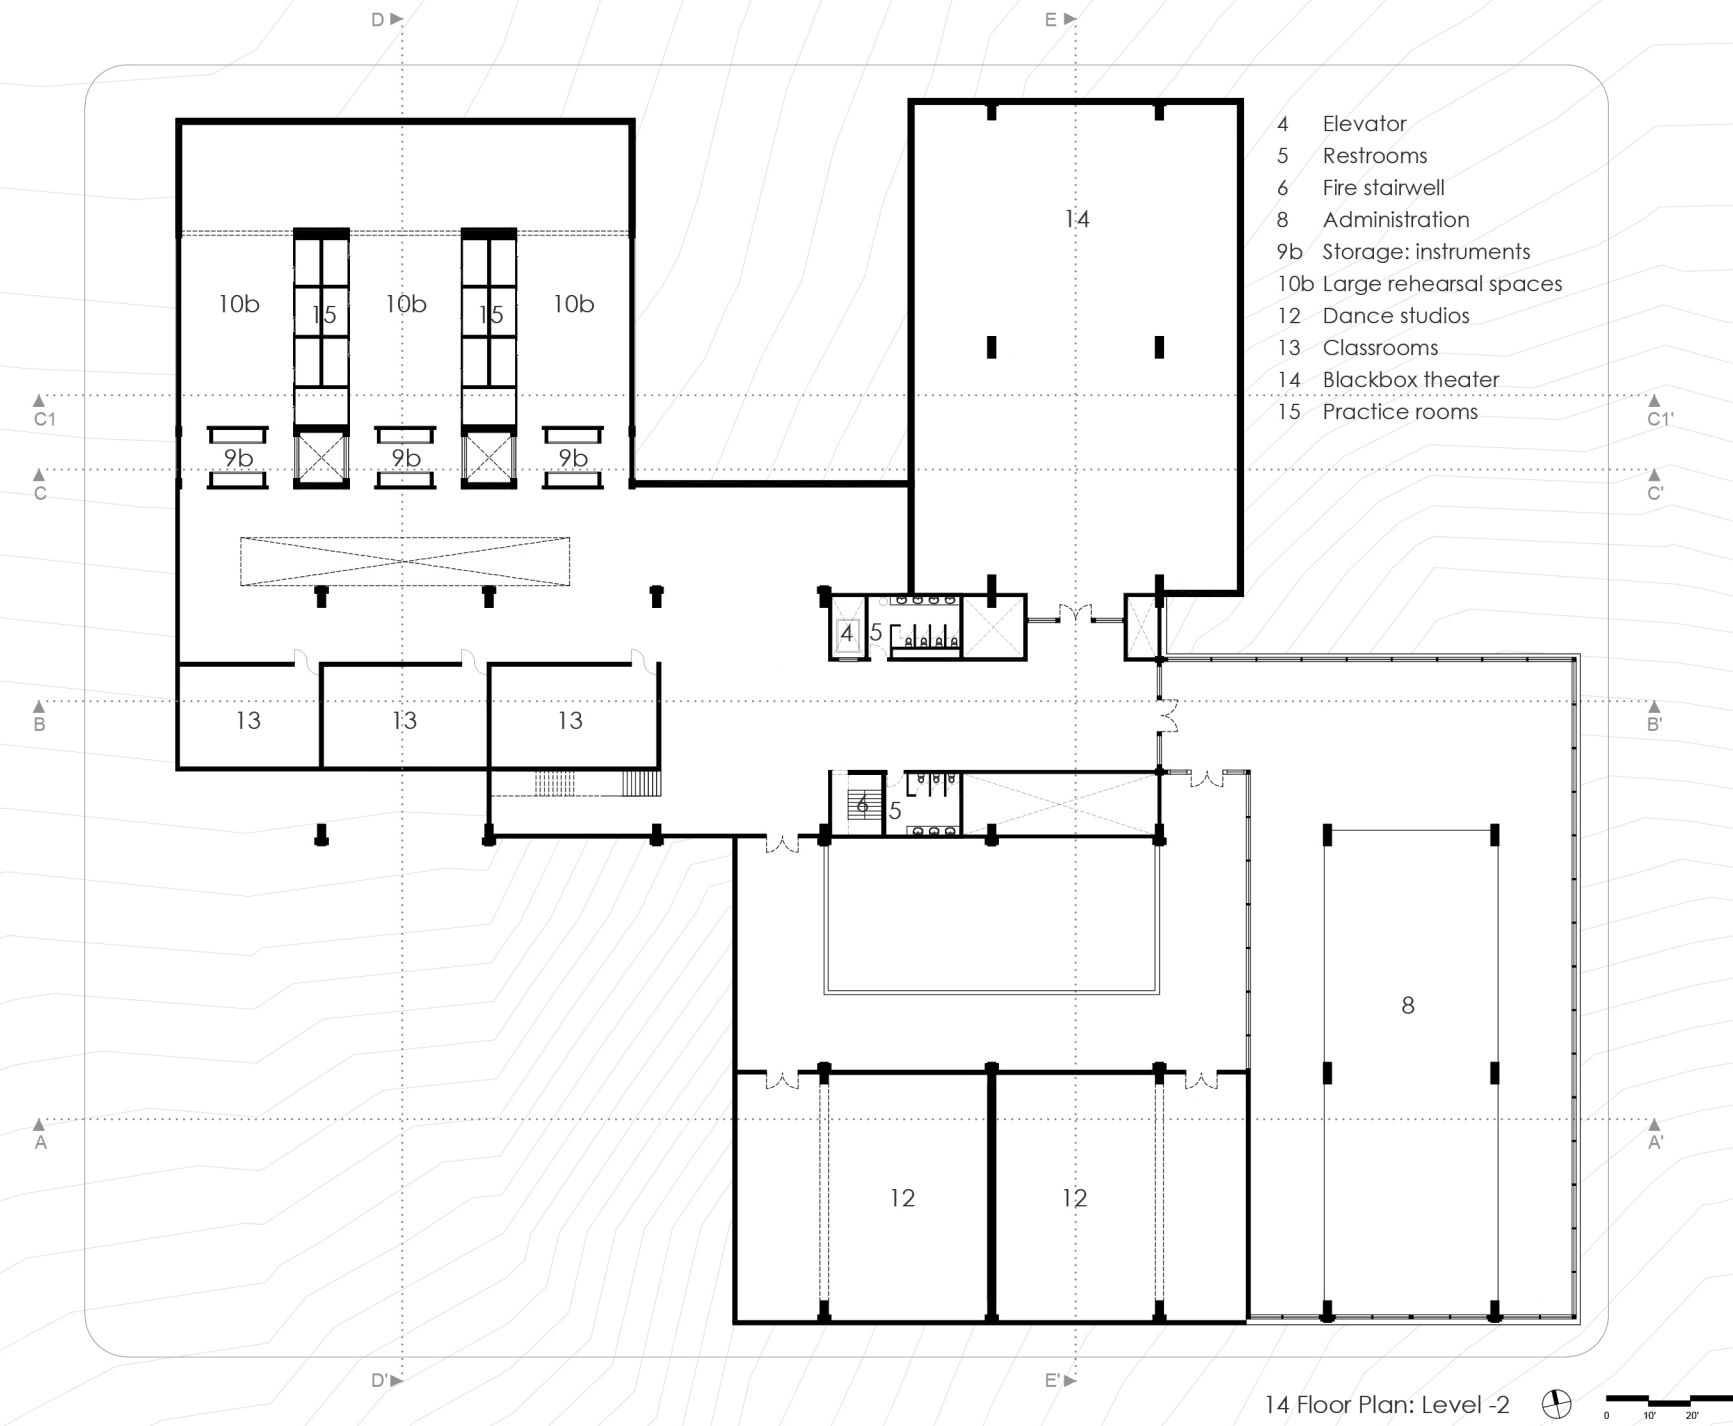 D
E
4 Elevator
5 Restrooms
6 Fire stairwell
8 Administration
9b Storage: instruments
10b Large rehearsal spaces
12 Dance studios
13 Classrooms
14 Blackbox theater
15 Practice rooms
14
10b
15
10b
15
10b
C1
C1'
9b
9b
9b
C
C'
4
5
B
13
13
13
B'
6
5
8
A
A'
12
12
D'
E'
14 Floor Plan: Level -2
0 10' 20'